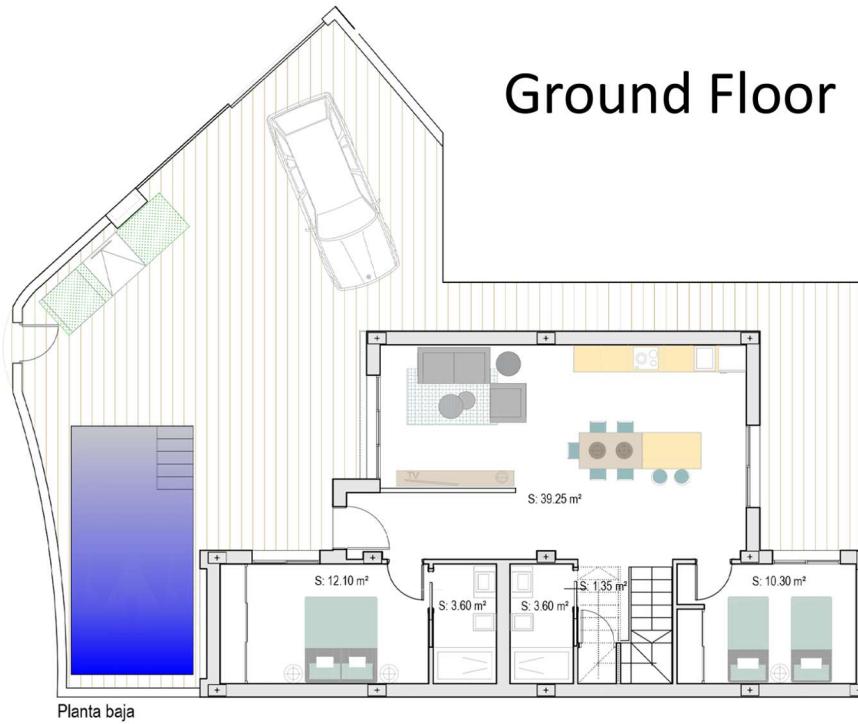 Ground Floor
TV
S: 39.25 m²
S: 12.10 m²
S: 3.60 m²
S: 3.60 m²
S: 1.35 m²
S: 10.30 m²
Planta baja